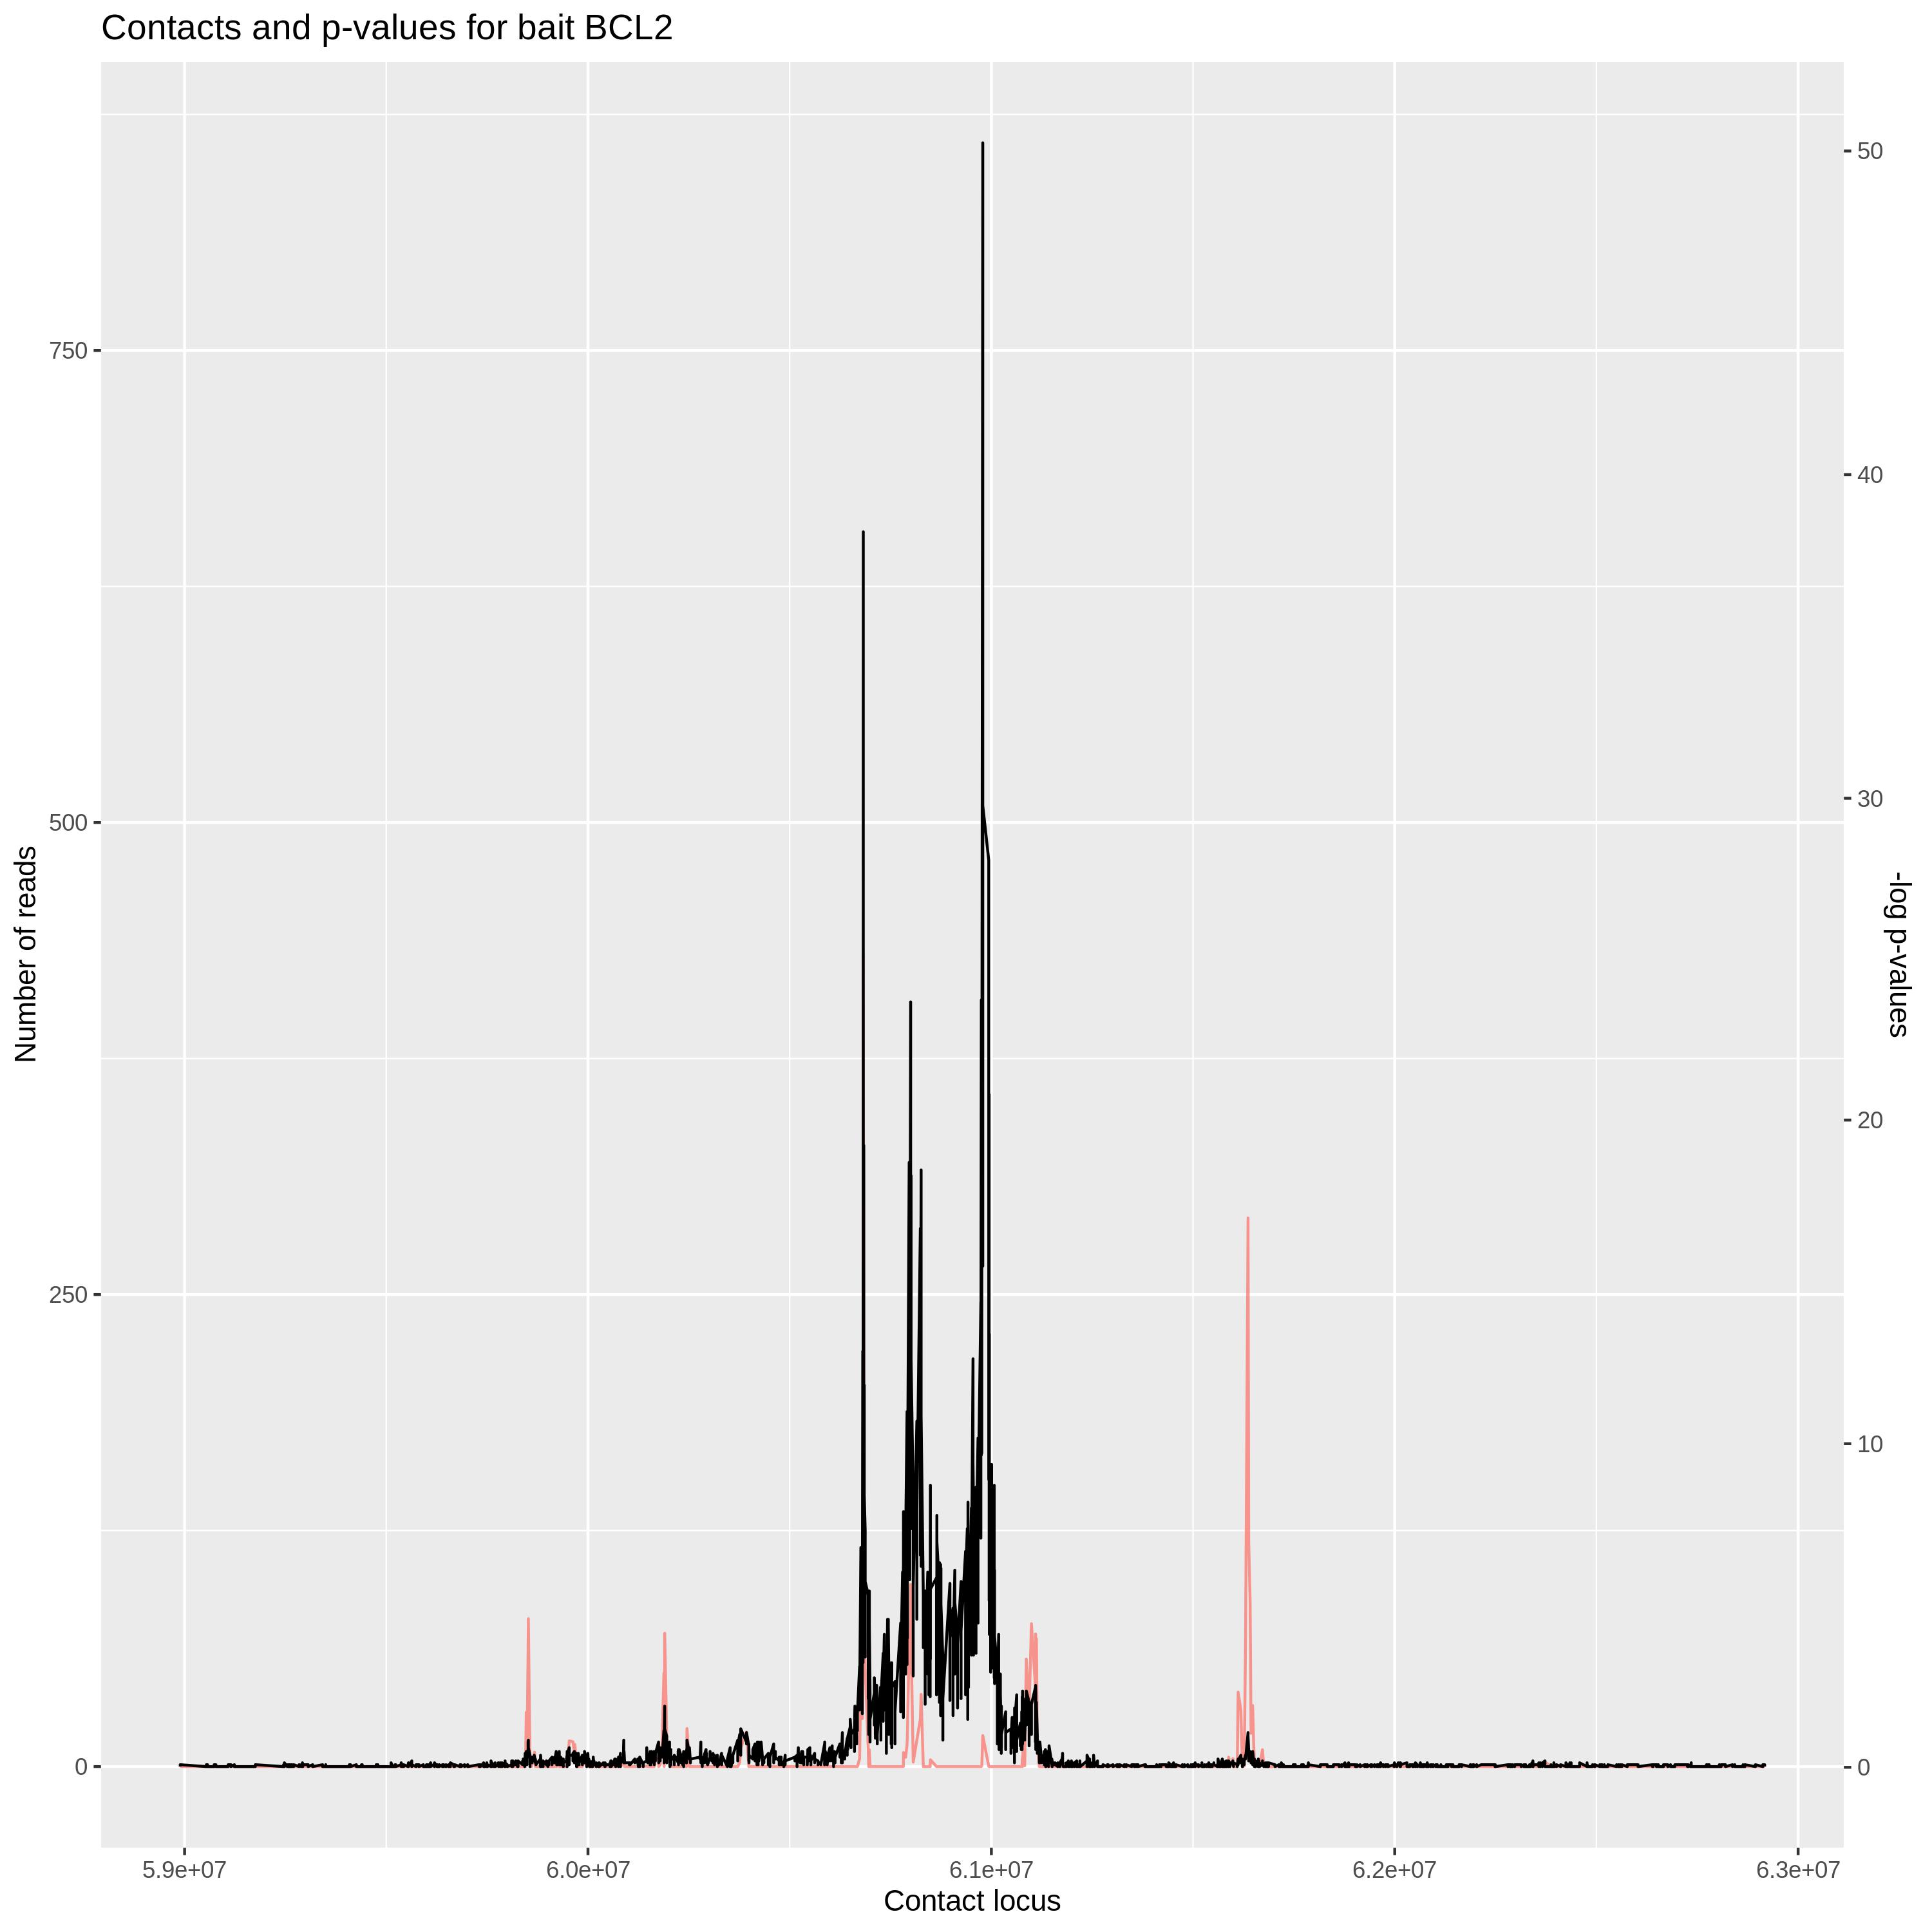 Contacts and p-values for bait BCL2
Number of reads
750
500
250
0
50
40
30
20
10
0
-log p-values
5.9e+07
6.0e+07
6.1e+07
6.2e+07
6.3e+07
Contact locus